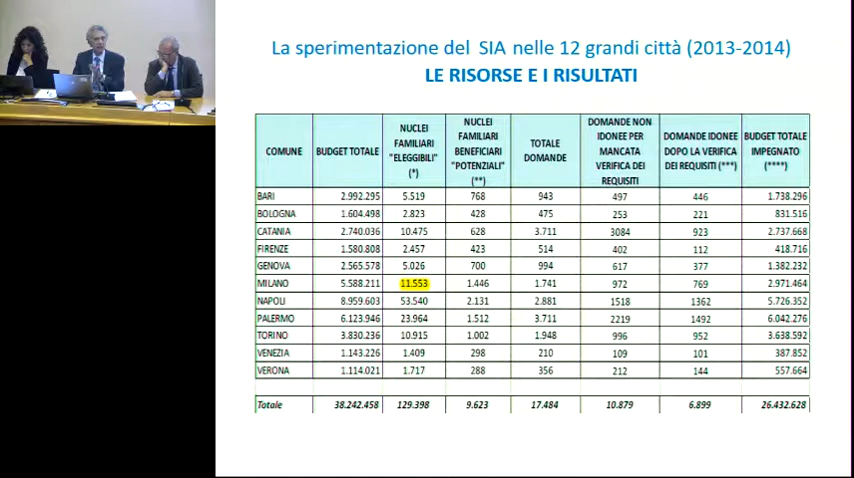 La sperimentazione del SIA nelle 12 grandi città (2013-2014)
LE RISORSE E I RISULTATI
COMUNE BUDGET TOTALE NUCLEI FAMILIARI "ELEGGIBILI" (*) NUCLEI FAMILIARI BENEFICIARI "POTENZIALI" (**) TOTALE DOMANDE DOMANDE NON IDONEE PER MANCATA VERIFICA DEI REQUISITI DOMANDE IDONEE DOPO LA VERIFICA DEI REQUISITI (***) BUDGET TOTALE IMPEGNATO (****)
BARI 2.992.295 5.519 768 943 497 446 1.738.296
BOLOGNA 1.604.498 2.823 428 475 253 221 831.516
CATANIA 2.740.036 10.475 628 3.711 3084 923 2.737.668
FIRENZE 1.580.808 2.457 423 514 402 112 418.716
GENOVA 2.565.578 5.026 700 994 617 377 1.382.232
MILANO 5.588.211 11.553 1.446 1.741 972 769 2.971.464
NAPOLI 8.959.603 53.540 2.131 2.881 1518 1362 5.726.352
PALERMO 6.123.946 23.964 1.512 3.711 2219 1492 6.042.276
TORINO 3.830.236 10.915 1.002 1.948 996 952 3.638.592
VENEZIA 1.143.226 1.409 298 210 109 101 387.852
VERONA 1.114.021 1.717 288 356 212 144 557.664
Totale 38.242.458 129.398 9.623 17.484 10.879 6.899 26.432.628